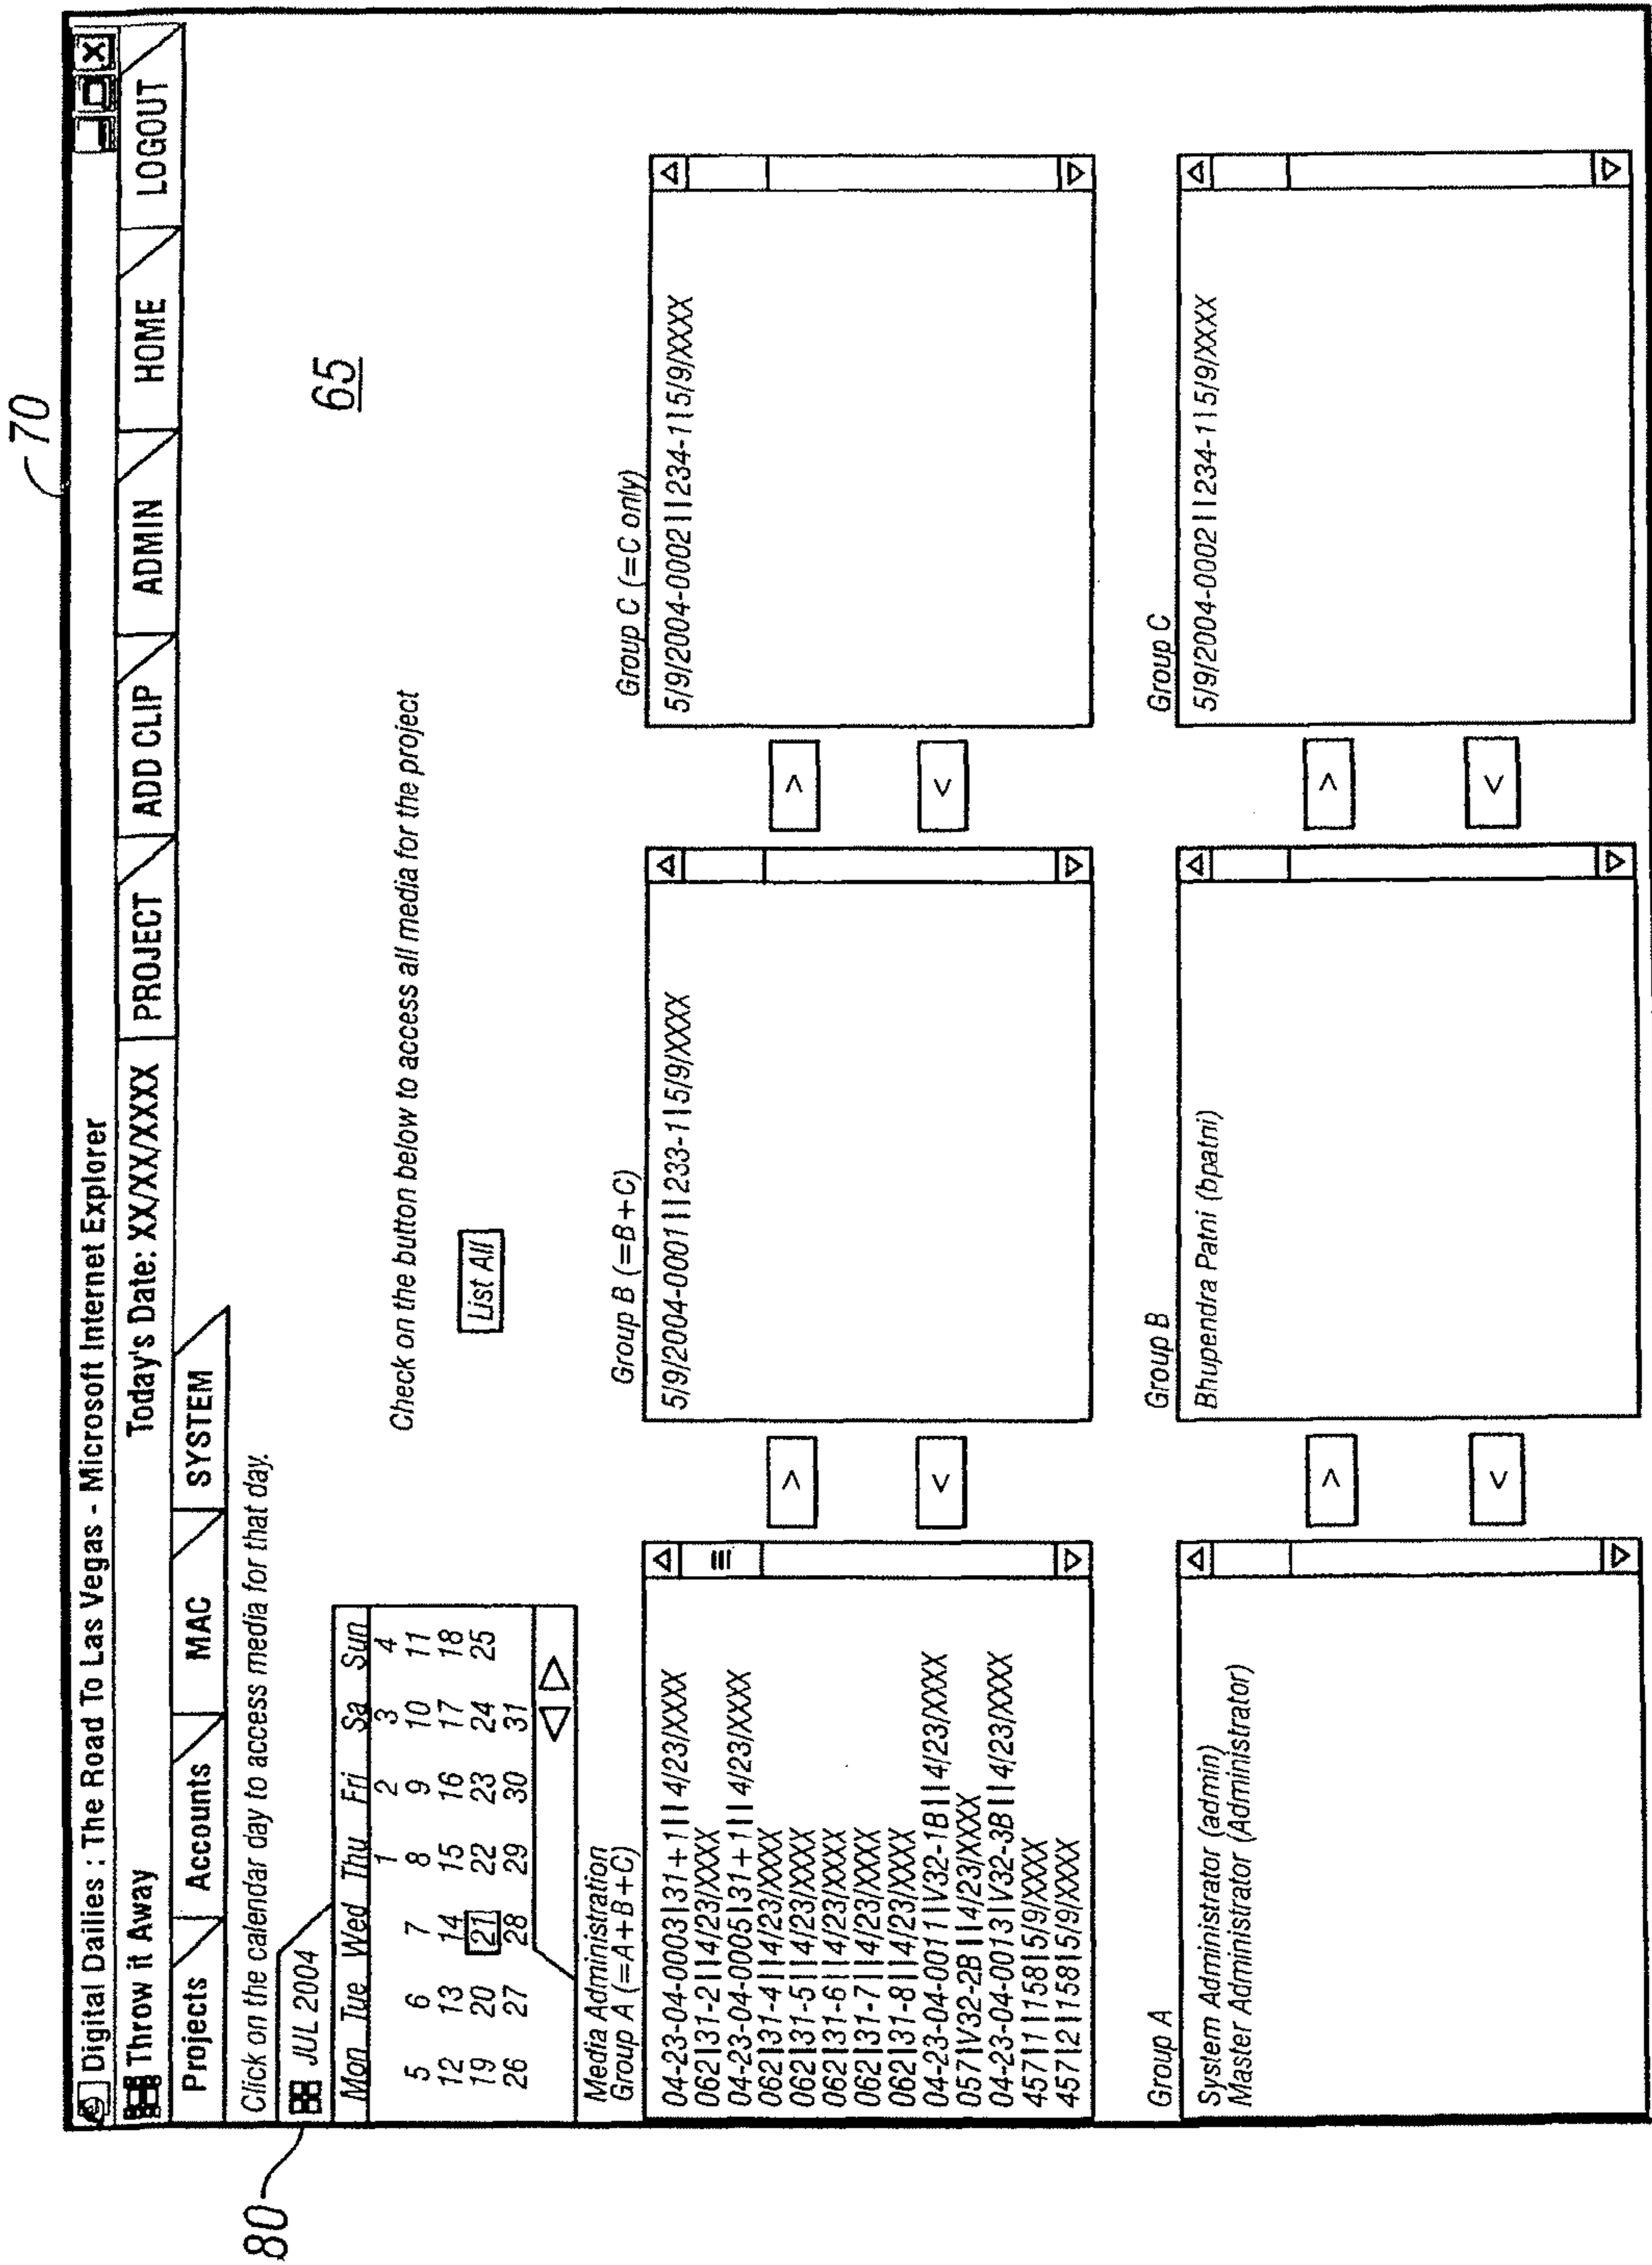 70
Digital Dailies : The Road To Las Vegas - Microsoft Internet Explorer
Throw it Away
Today's Date: XX/XX/XXXX
PROJECT
ADD CLIP
ADMIN
HOME
LOGOUT
Projects
Accounts
MAC
SYSTEM
Click on the calendar day to access media for that day.
80
JUL 2004
65
Mon Tue Wed Thu Fri Sa Sun
1 2 3 4
5 6 7 8 9 10 11
12 13 14 15 16 17 18
19 20 21 22 23 24 25
26 27 28 29 30 31
Check on the button below to access all media for the project
List All
Media Administration
Group A (=A+B+C)
04-23-04-0003|31+1||4/23/XXXX
062|31-2||4/23/XXXX
04-23-04-0005|31+1||4/23/XXXX
062|31-4||4/23/XXXX
062|31-5||4/23/XXXX
062|31-6||4/23/XXXX
062|31-7||4/23/XXXX
062|31-8||4/23/XXXX
04-23-04-0011|V32-1B||4/23/XXXX
057|V32-2B||4/23/XXXX
04-23-04-0013|V32-3B||4/23/XXXX
457|1|158|5/9/XXXX
457|2|158|5/9/XXXX
>
<
Group B (=B+C)
5/9/2004-0001||233-1|5/9/XXXX
>
<
Group C (=C only)
5/9/2004-0002||234-1|5/9/XXXX
Group A
System Administrator (admin)
Master Administrator (Administrator)
>
<
Group B
Bhupendra Patni (bpatni)
>
<
Group C
5/9/2004-0002||234-1|5/9/XXXX